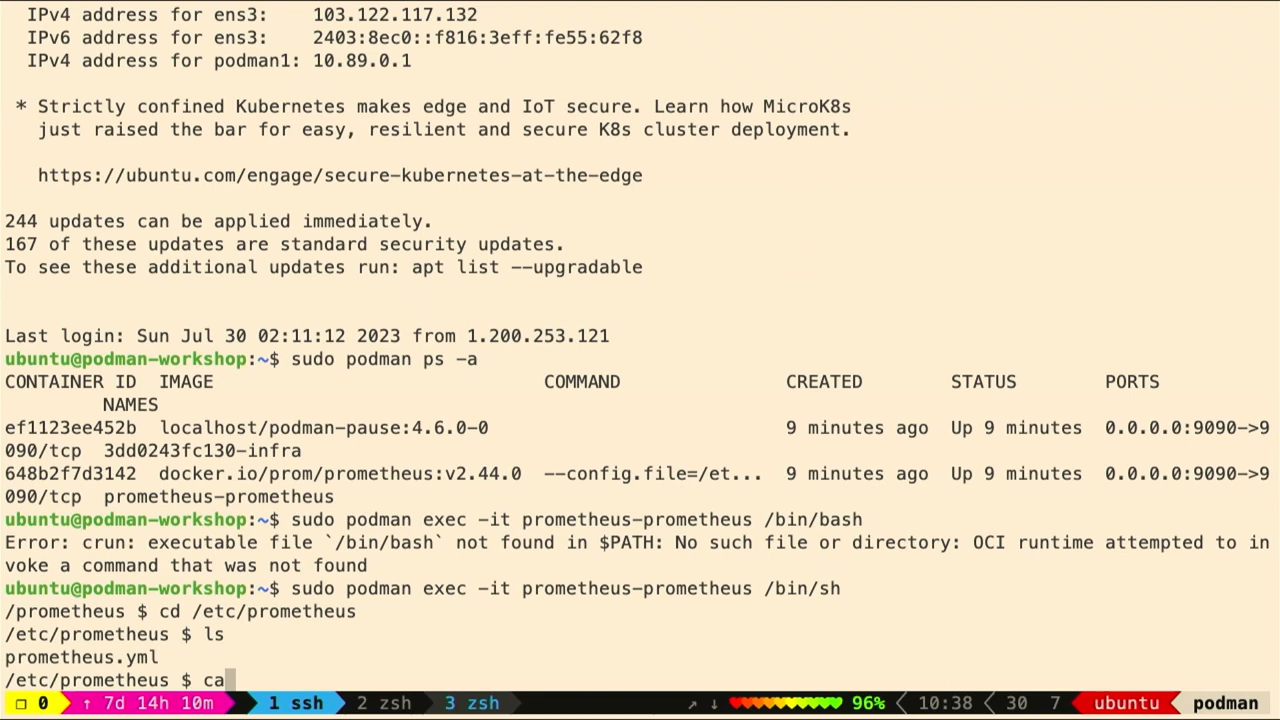 IPv4 address for ens3:    103.122.117.132
IPv6 address for ens3:    2403:8ec0::f816:3eff:fe55:62f8
IPv4 address for podman1: 10.89.0.1
* Strictly confined Kubernetes makes edge and IoT secure. Learn how MicroK8s
just raised the bar for easy, resilient and secure K8s cluster deployment.
https://ubuntu.com/engage/secure-kubernetes-at-the-edge
244 updates can be applied immediately.
167 of these updates are standard security updates.
To see these additional updates run: apt list --upgradable
Last login: Sun Jul 30 02:11:12 2023 from 1.200.253.121
ubuntu@podman-workshop:~$ sudo podman ps -a
CONTAINER ID  IMAGE                              COMMAND               CREATED        STATUS        PORTS
NAMES
ef1123ee452b  localhost/podman-pause:4.6.0-0                           9 minutes ago  Up 9 minutes  0.0.0.0:9090->9
090/tcp  3dd0243fc130-infra
648b2f7d3142  docker.io/prom/prometheus:v2.44.0  --config.file=/et...  9 minutes ago  Up 9 minutes  0.0.0.0:9090->9
090/tcp  prometheus-prometheus
ubuntu@podman-workshop:~$ sudo podman exec -it prometheus-prometheus /bin/bash
Error: crun: executable file `/bin/bash` not found in $PATH: No such file or directory: OCI runtime attempted to in
voke a command that was not found
ubuntu@podman-workshop:~$ sudo podman exec -it prometheus-prometheus /bin/sh
/prometheus $ cd /etc/prometheus
/etc/prometheus $ ls
prometheus.yml
/etc/prometheus $ ca
❐ 0 ↑ 7d 14h 10m 1 ssh 2 zsh 3 zsh ↗ ↓ ♥♥♥♥♥♥♥♥♥♥ 96% 10:38 30 7 ubuntu podman